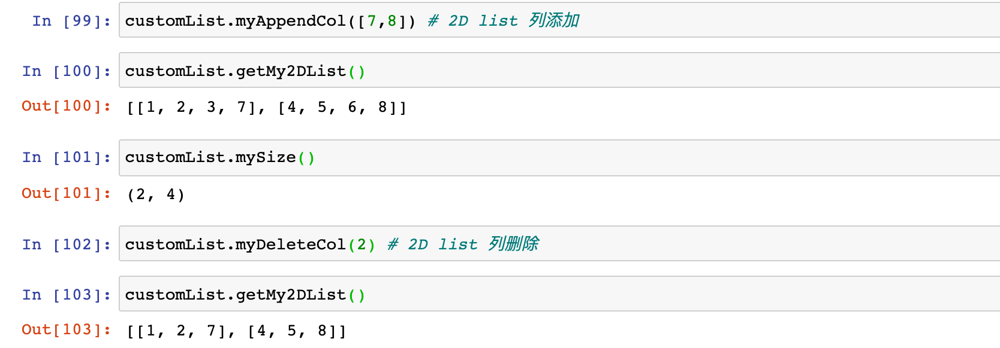 In [99]: customList.myAppendCol([7,8]) # 2D list 列添加
In [100]: customList.getMy2DList()
Out[100]: [[1, 2, 3, 7], [4, 5, 6, 8]]
In [101]: customList.mySize()
Out[101]: (2, 4)
In [102]: customList.myDeleteCol(2) # 2D list 列删除
In [103]: customList.getMy2DList()
Out[103]: [[1, 2, 7], [4, 5, 8]]